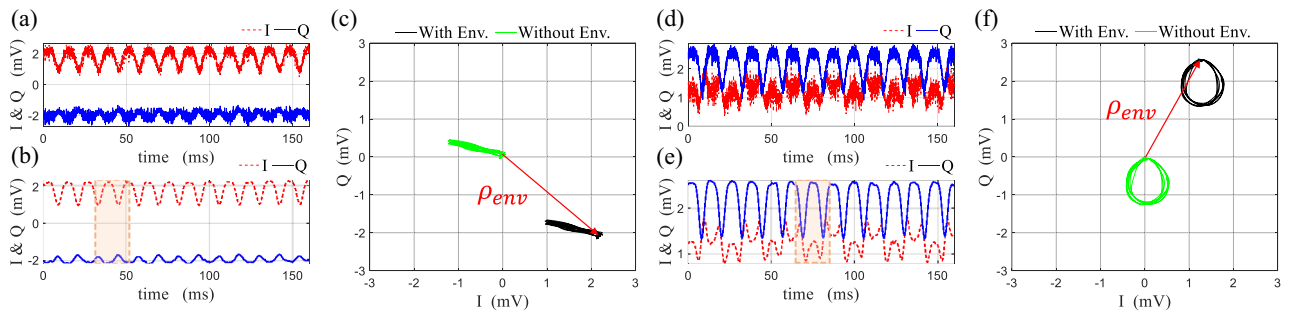 (a)
I Q
I & Q (mV)
2
0
-2
0 50 100 150
time (ms)
(b)
I Q
I & Q (mV)
2
0
-2
0 50 100 150
time (ms)
(c)
With Env. Without Env.
Q (mV)
3
2
1
0
-1
-2
-3
ρenv
-3 -2 -1 0 1 2 3
I (mV)
(d)
I Q
I & Q (mV)
2
1
0
0 50 100 150
time (ms)
(e)
I Q
I & Q (mV)
2
1
0 50 100 150
time (ms)
(f)
With Env. Without Env.
Q (mV)
3
2
1
0
-1
-2
-3
ρenv
-3 -2 -1 0 1 2 3
I (mV)